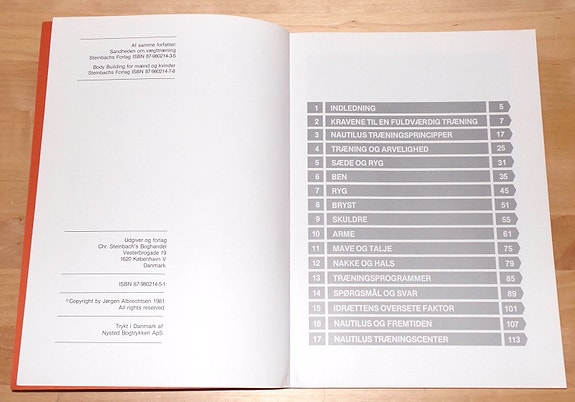 Af samme forfatter:
Sandheden om vægttræning
Steinbachs Forlag ISBN 87-980214-3-5
Body Building for mænd og kvinder
Steinbachs Forlag ISBN 87-980214-7-8
Udgiver og forlag
Chr. Steinbach's Boghandel
Vesterbrogade 19
1620 København V
Danmark
ISBN 87-980214-5-1
©Copyright by Jørgen Albrechtsen 1981
All rights reserved
Trykt i Danmark af
Nysted Bogtrykken ApS
1 INDLEDNING 5
2 KRAVENE TIL EN FULDVÆRDIG TRÆNING 7
3 NAUTILUS TRÆNINGSPRINCIPPER 17
4 TRÆNING OG ARVELIGHED 25
5 SÆDE OG RYG 31
6 BEN 35
7 RYG 45
8 BRYST 51
9 SKULDRE 55
10 ARME 61
11 MAVE OG TALJE 75
12 NAKKE OG HALS 79
13 TRÆNINGSPROGRAMMER 85
14 SPØRGSMÅL OG SVAR 89
15 IDRÆTTENS OVERSETE FAKTOR 101
16 NAUTILUS OG FREMTIDEN 107
17 NAUTILUS TRÆNINGSCENTER 113